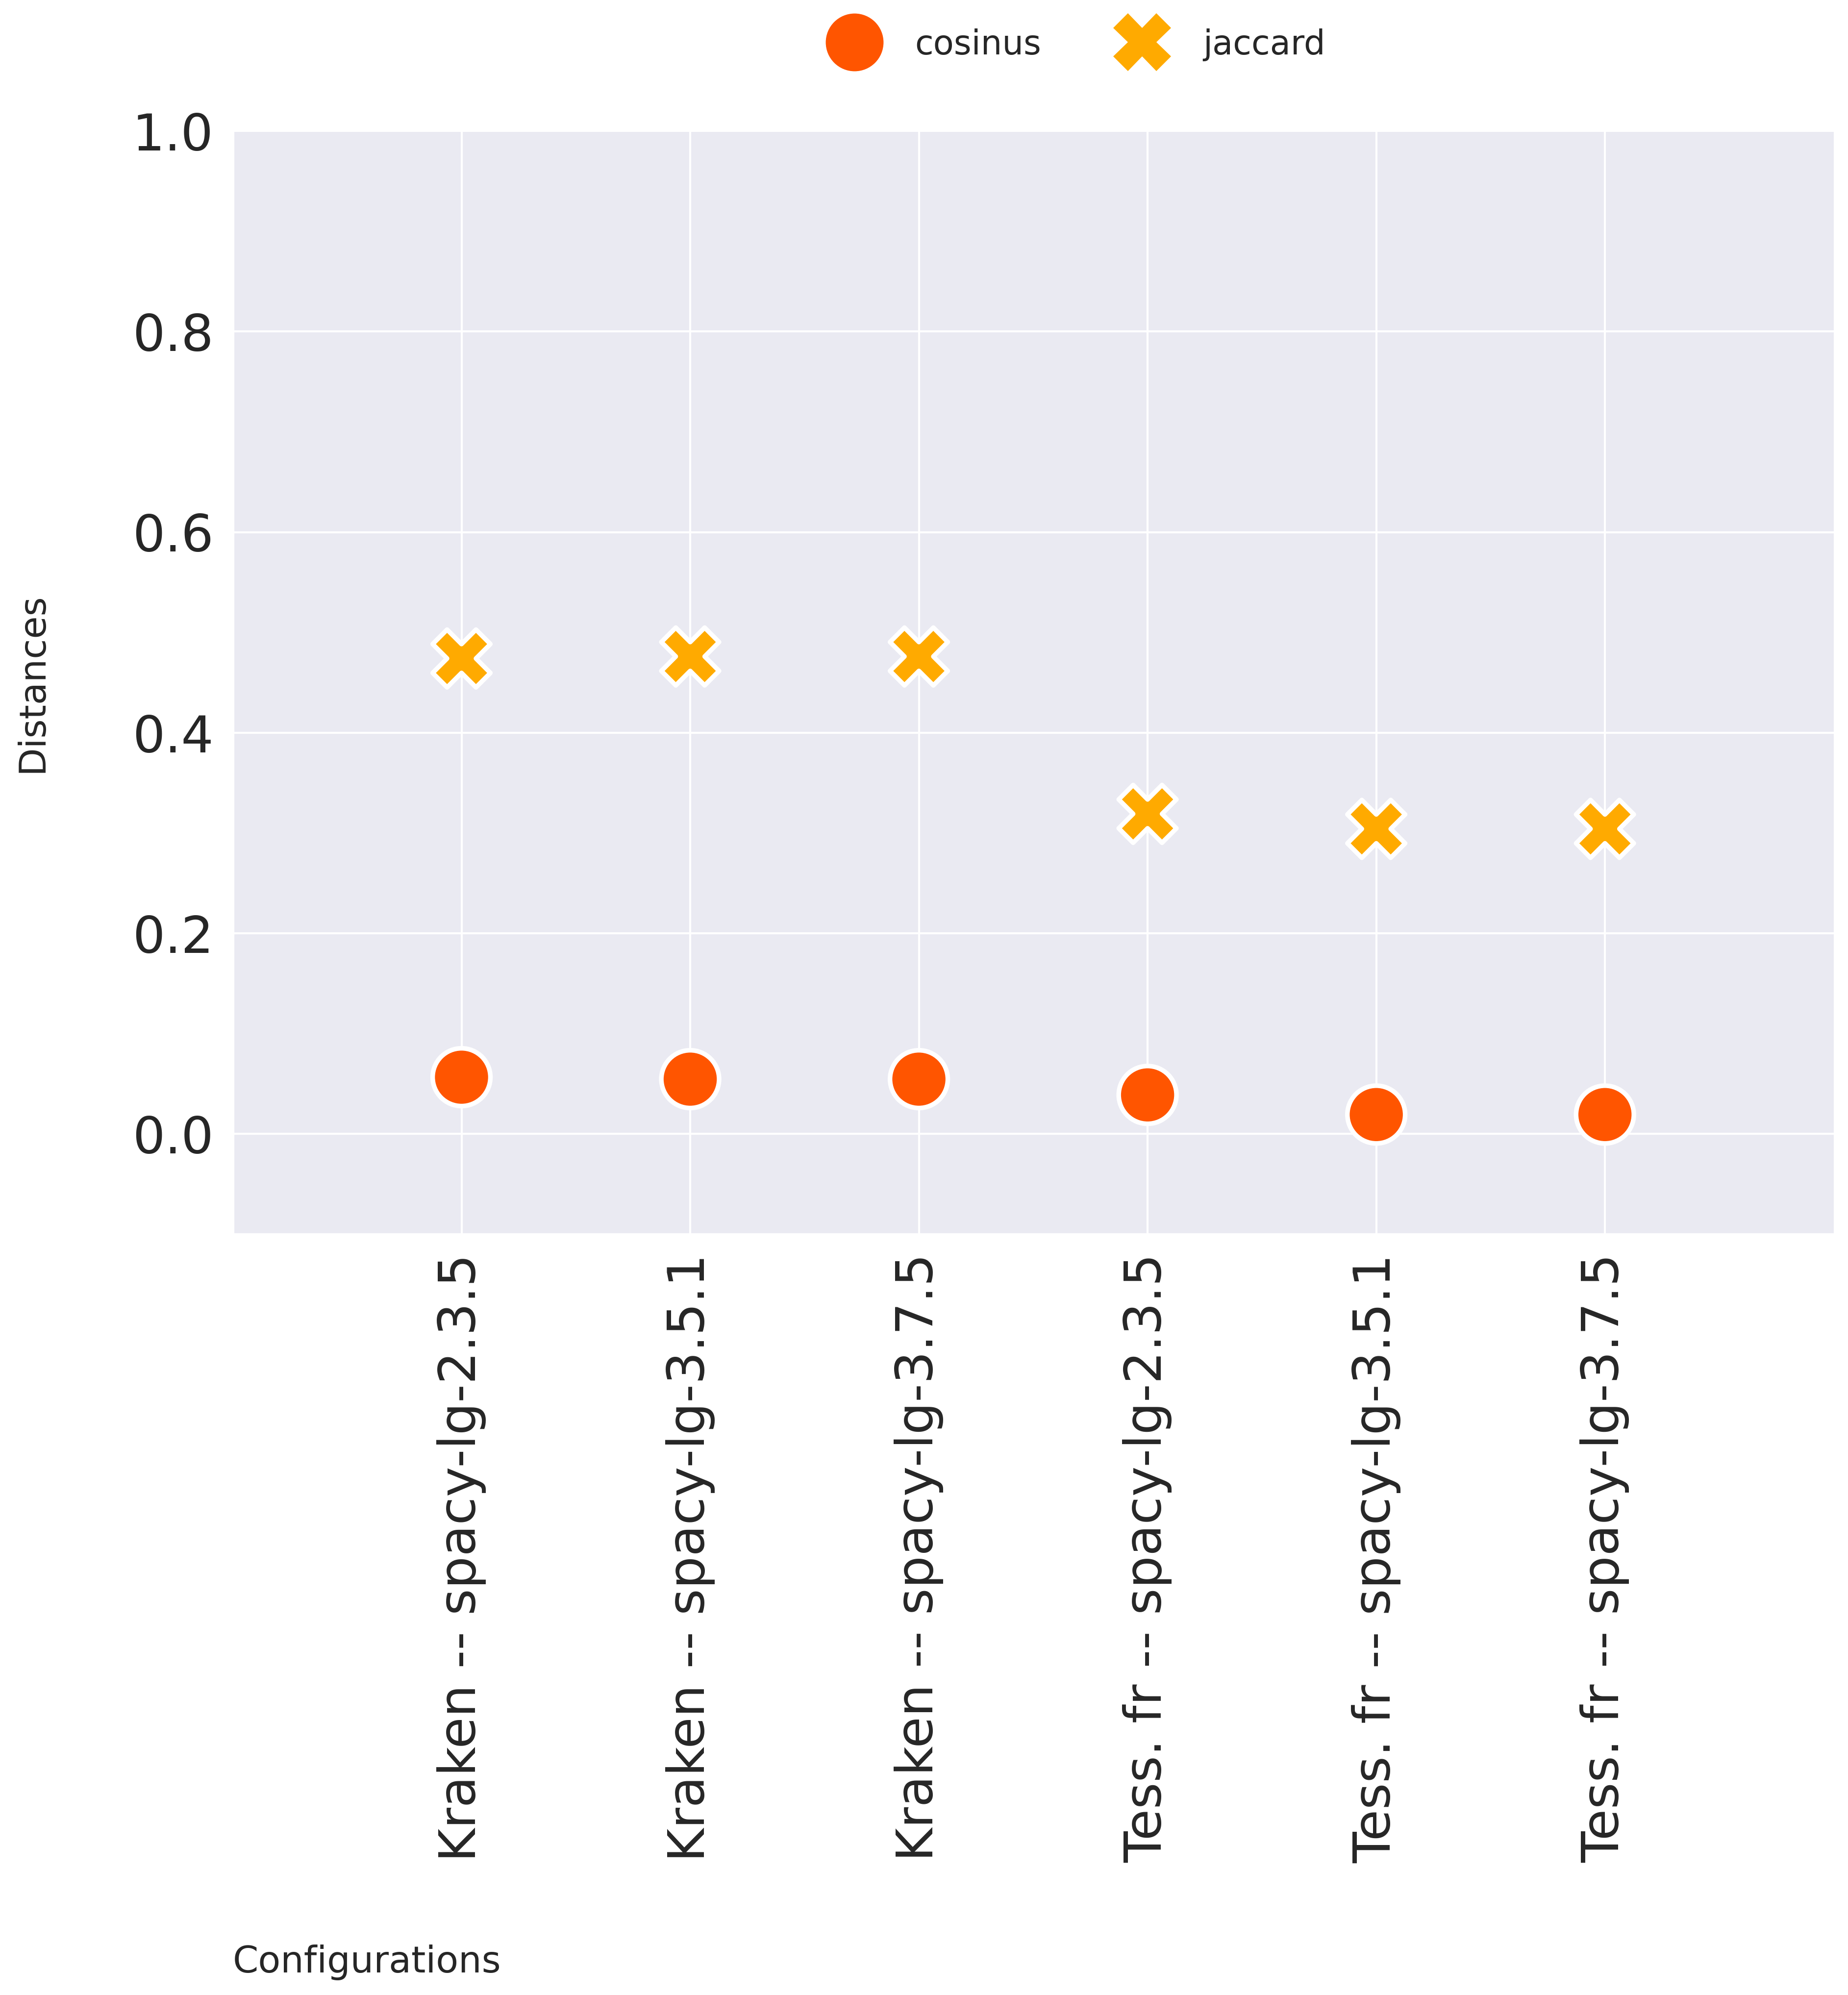 cosinus jaccard
1.0
0.8
0.6
0.4
0.2
0.0
Distances
Kraken -- spacy-lg-2.3.5
Kraken -- spacy-lg-3.5.1
Kraken -- spacy-lg-3.7.5
Tess. fr -- spacy-lg-2.3.5
Tess. fr -- spacy-lg-3.5.1
Tess. fr -- spacy-lg-3.7.5
Configurations